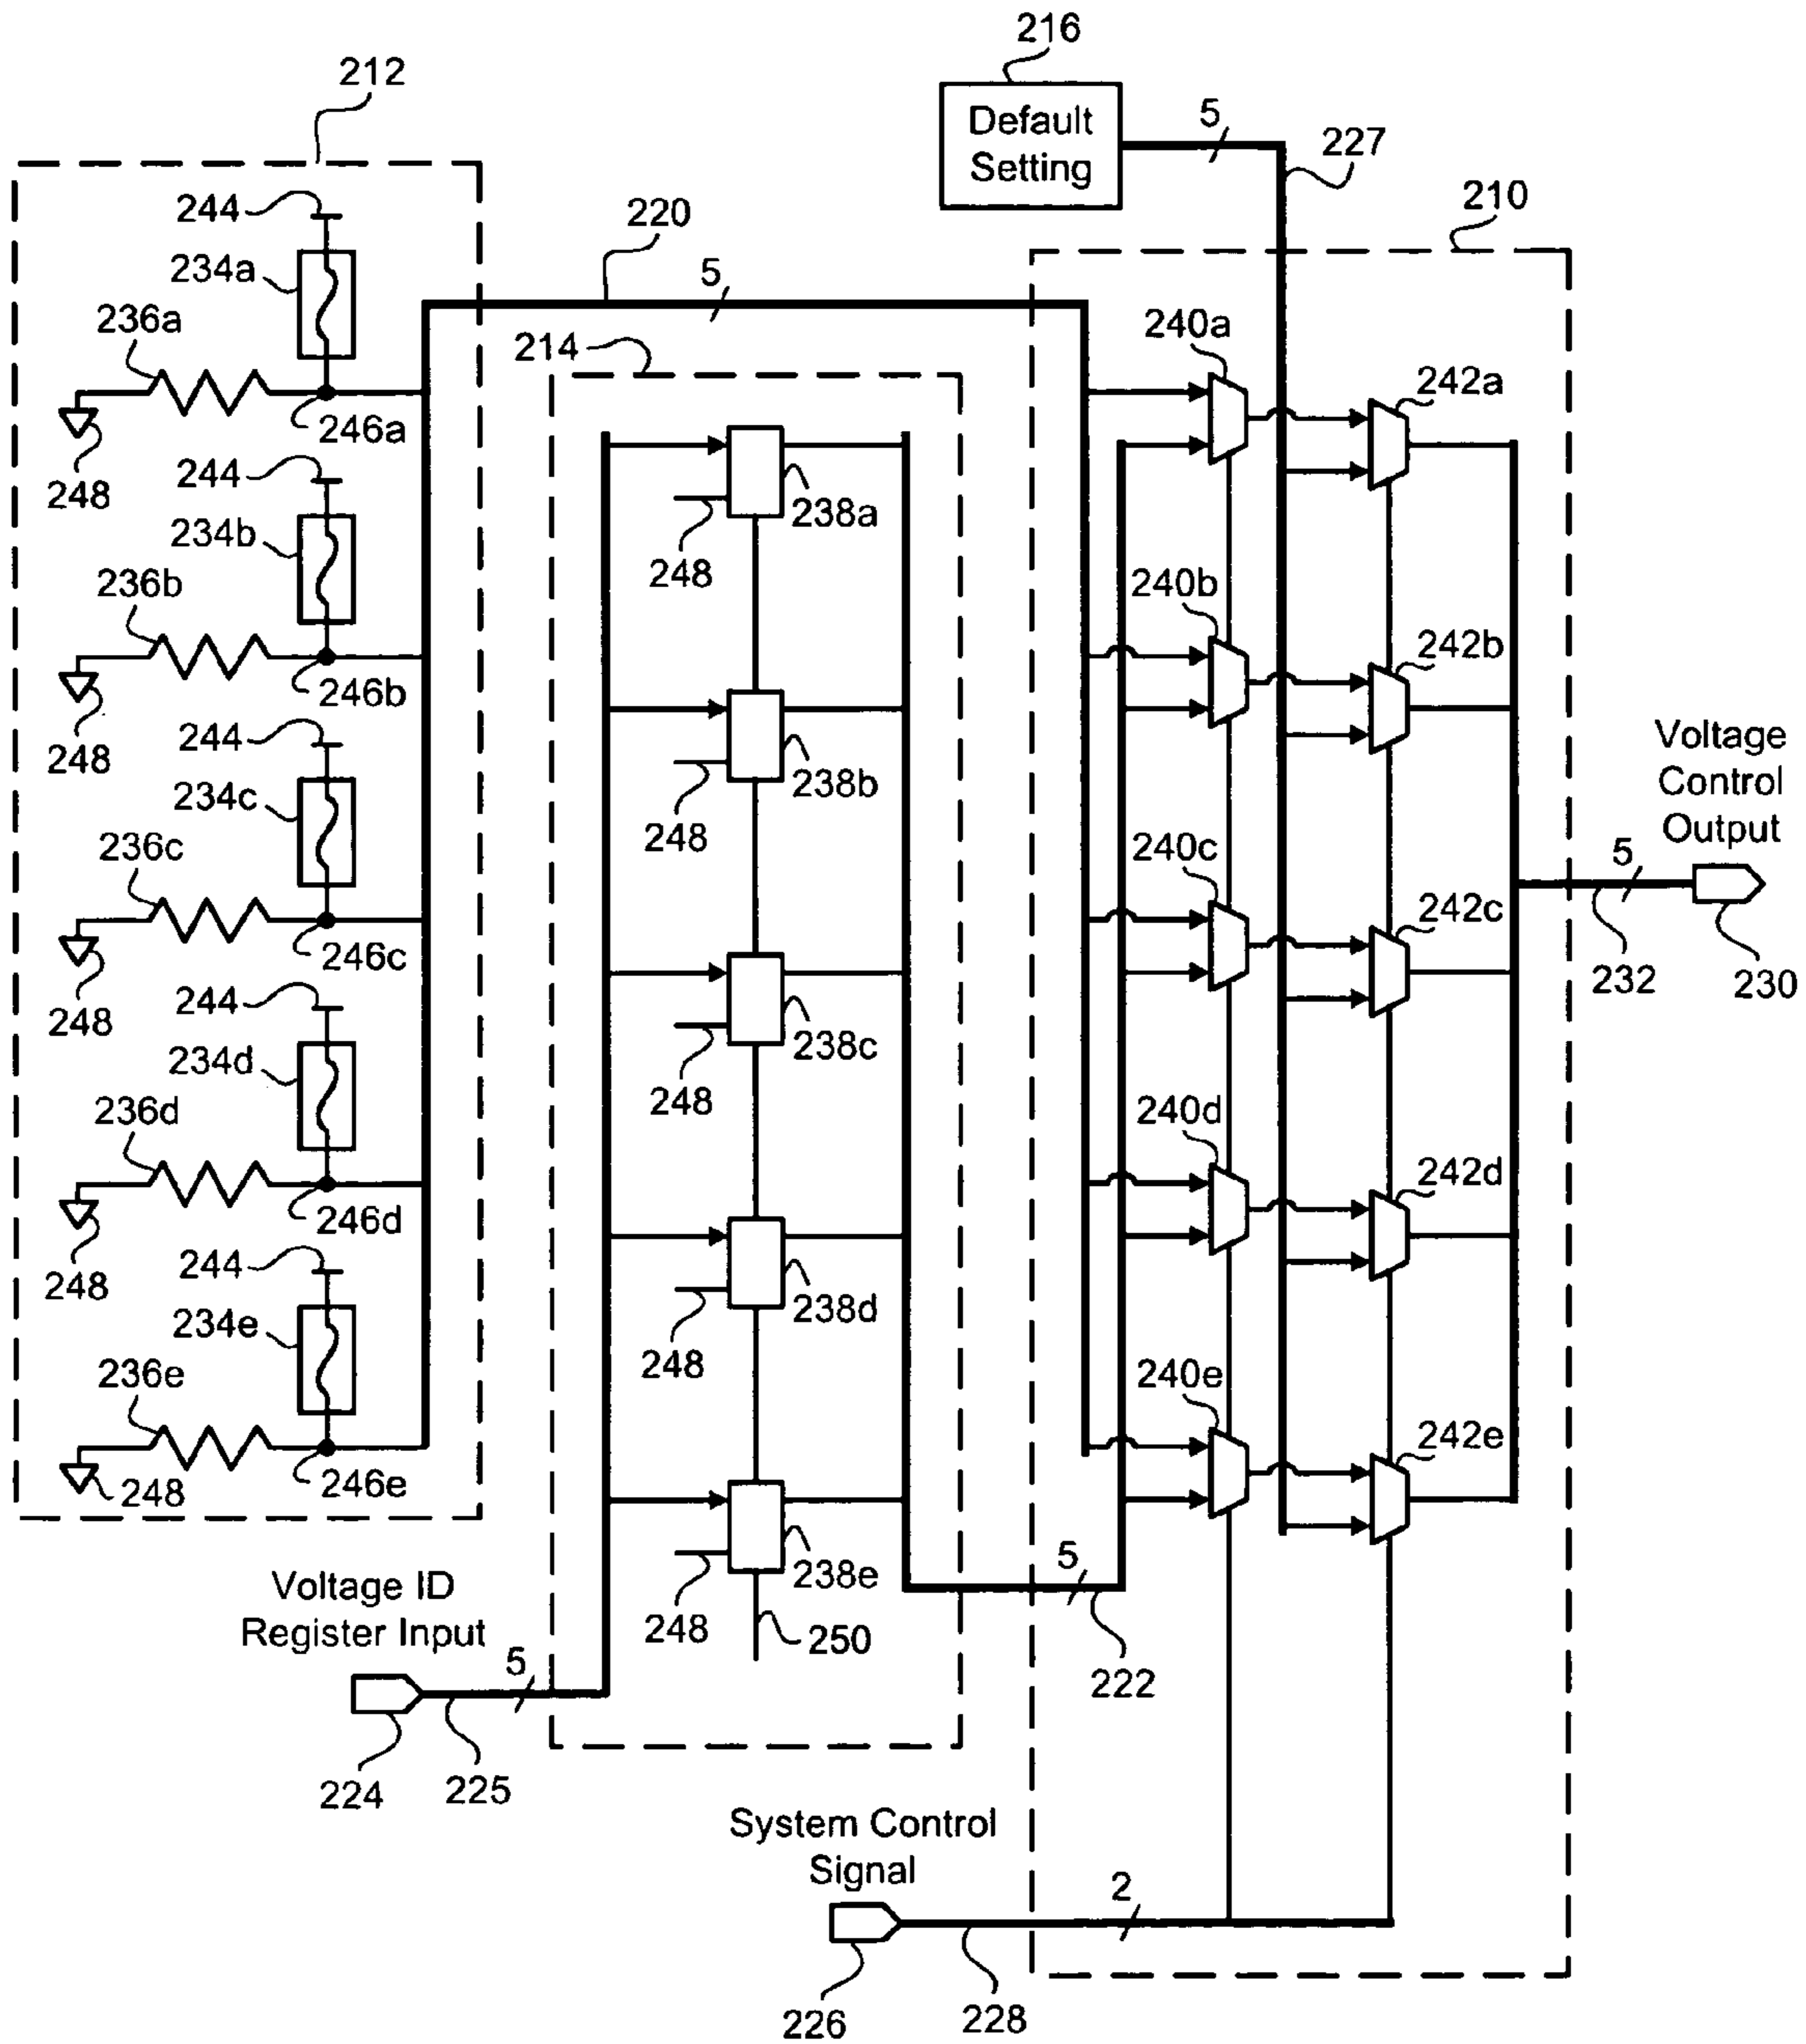 216
212
Default
Setting
5
227
244
220
210
234a
5
240a
236a
214
242a
246a
244
248
238a
234b
248
240b
236b
242b
246b
244
Voltage
Control
Output
248
238b
234c
248
240c
236c
5
242c
246c
232
230
244
248
238c
234d
248
240d
236d
242d
246d
244
248
238d
234e
248
240e
236e
242e
246e
248
5
238e
Voltage ID
Register Input
248
250
5
222
224
225
System Control
Signal
2
226
228